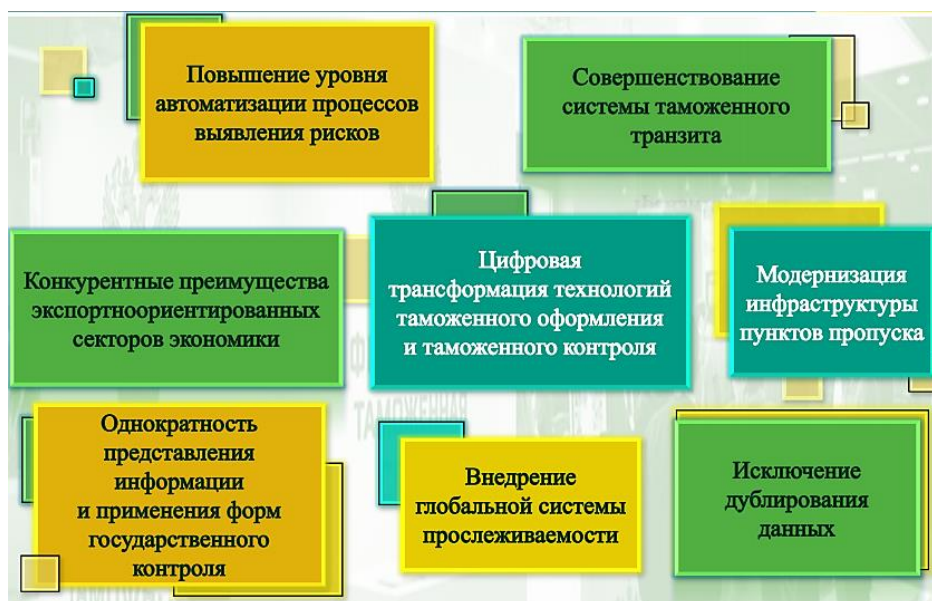 Повышение уровня
автоматизации процессов
выявления рисков
Совершенствование
системы таможенного
транзита
Конкурентные преимущества
экспортноориентированных
секторов экономики
Цифровая
трансформация технологий
таможенного оформления
и таможенного контроля
Модернизация
инфраструктуры
пунктов пропуска
Однократность
представления
информации
и применения форм
государственного
контроля
Внедрение
глобальной системы
прослеживаемости
Исключение
дублирования
данных
ТАМОЖЕННАЯ